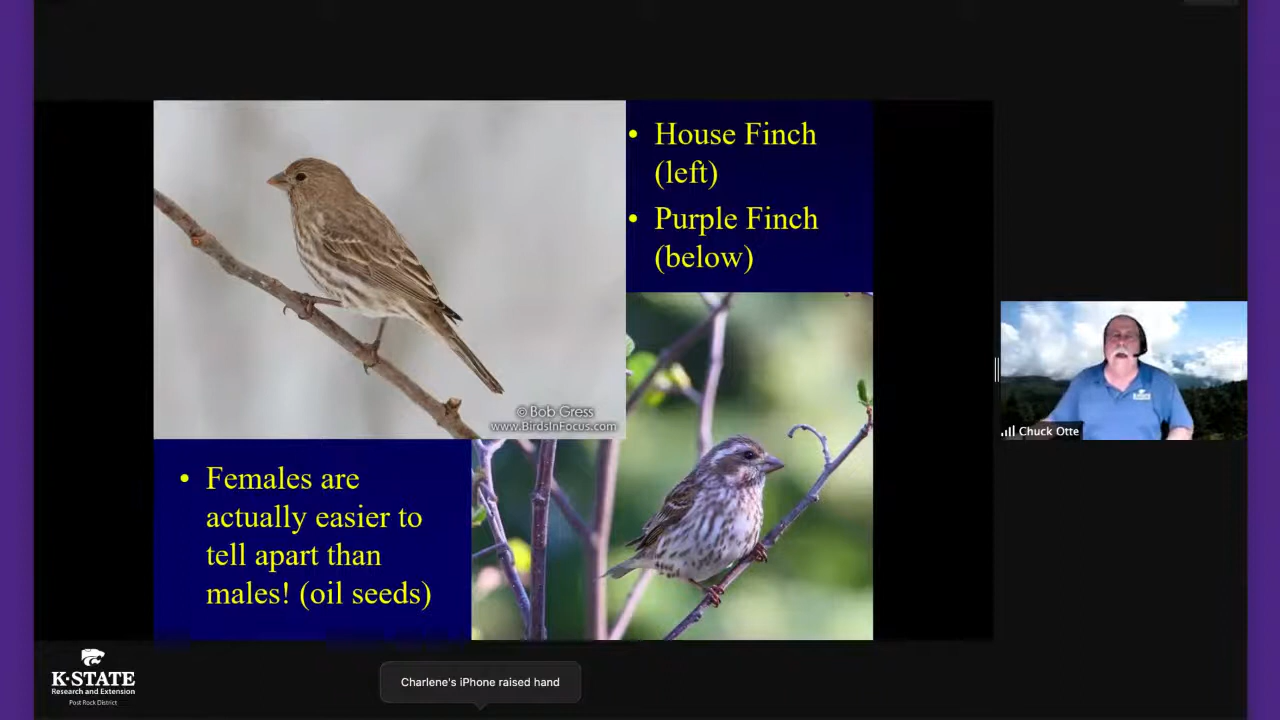 • House Finch
(left)
• Purple Finch
(below)
© Bob Gress
www.BirdsInFocus.com
• Females are
actually easier to
tell apart than
males! (oil seeds)
Chuck Otte
K-STATE
Research and Extension
Post Rock District
Charlene's iPhone raised hand